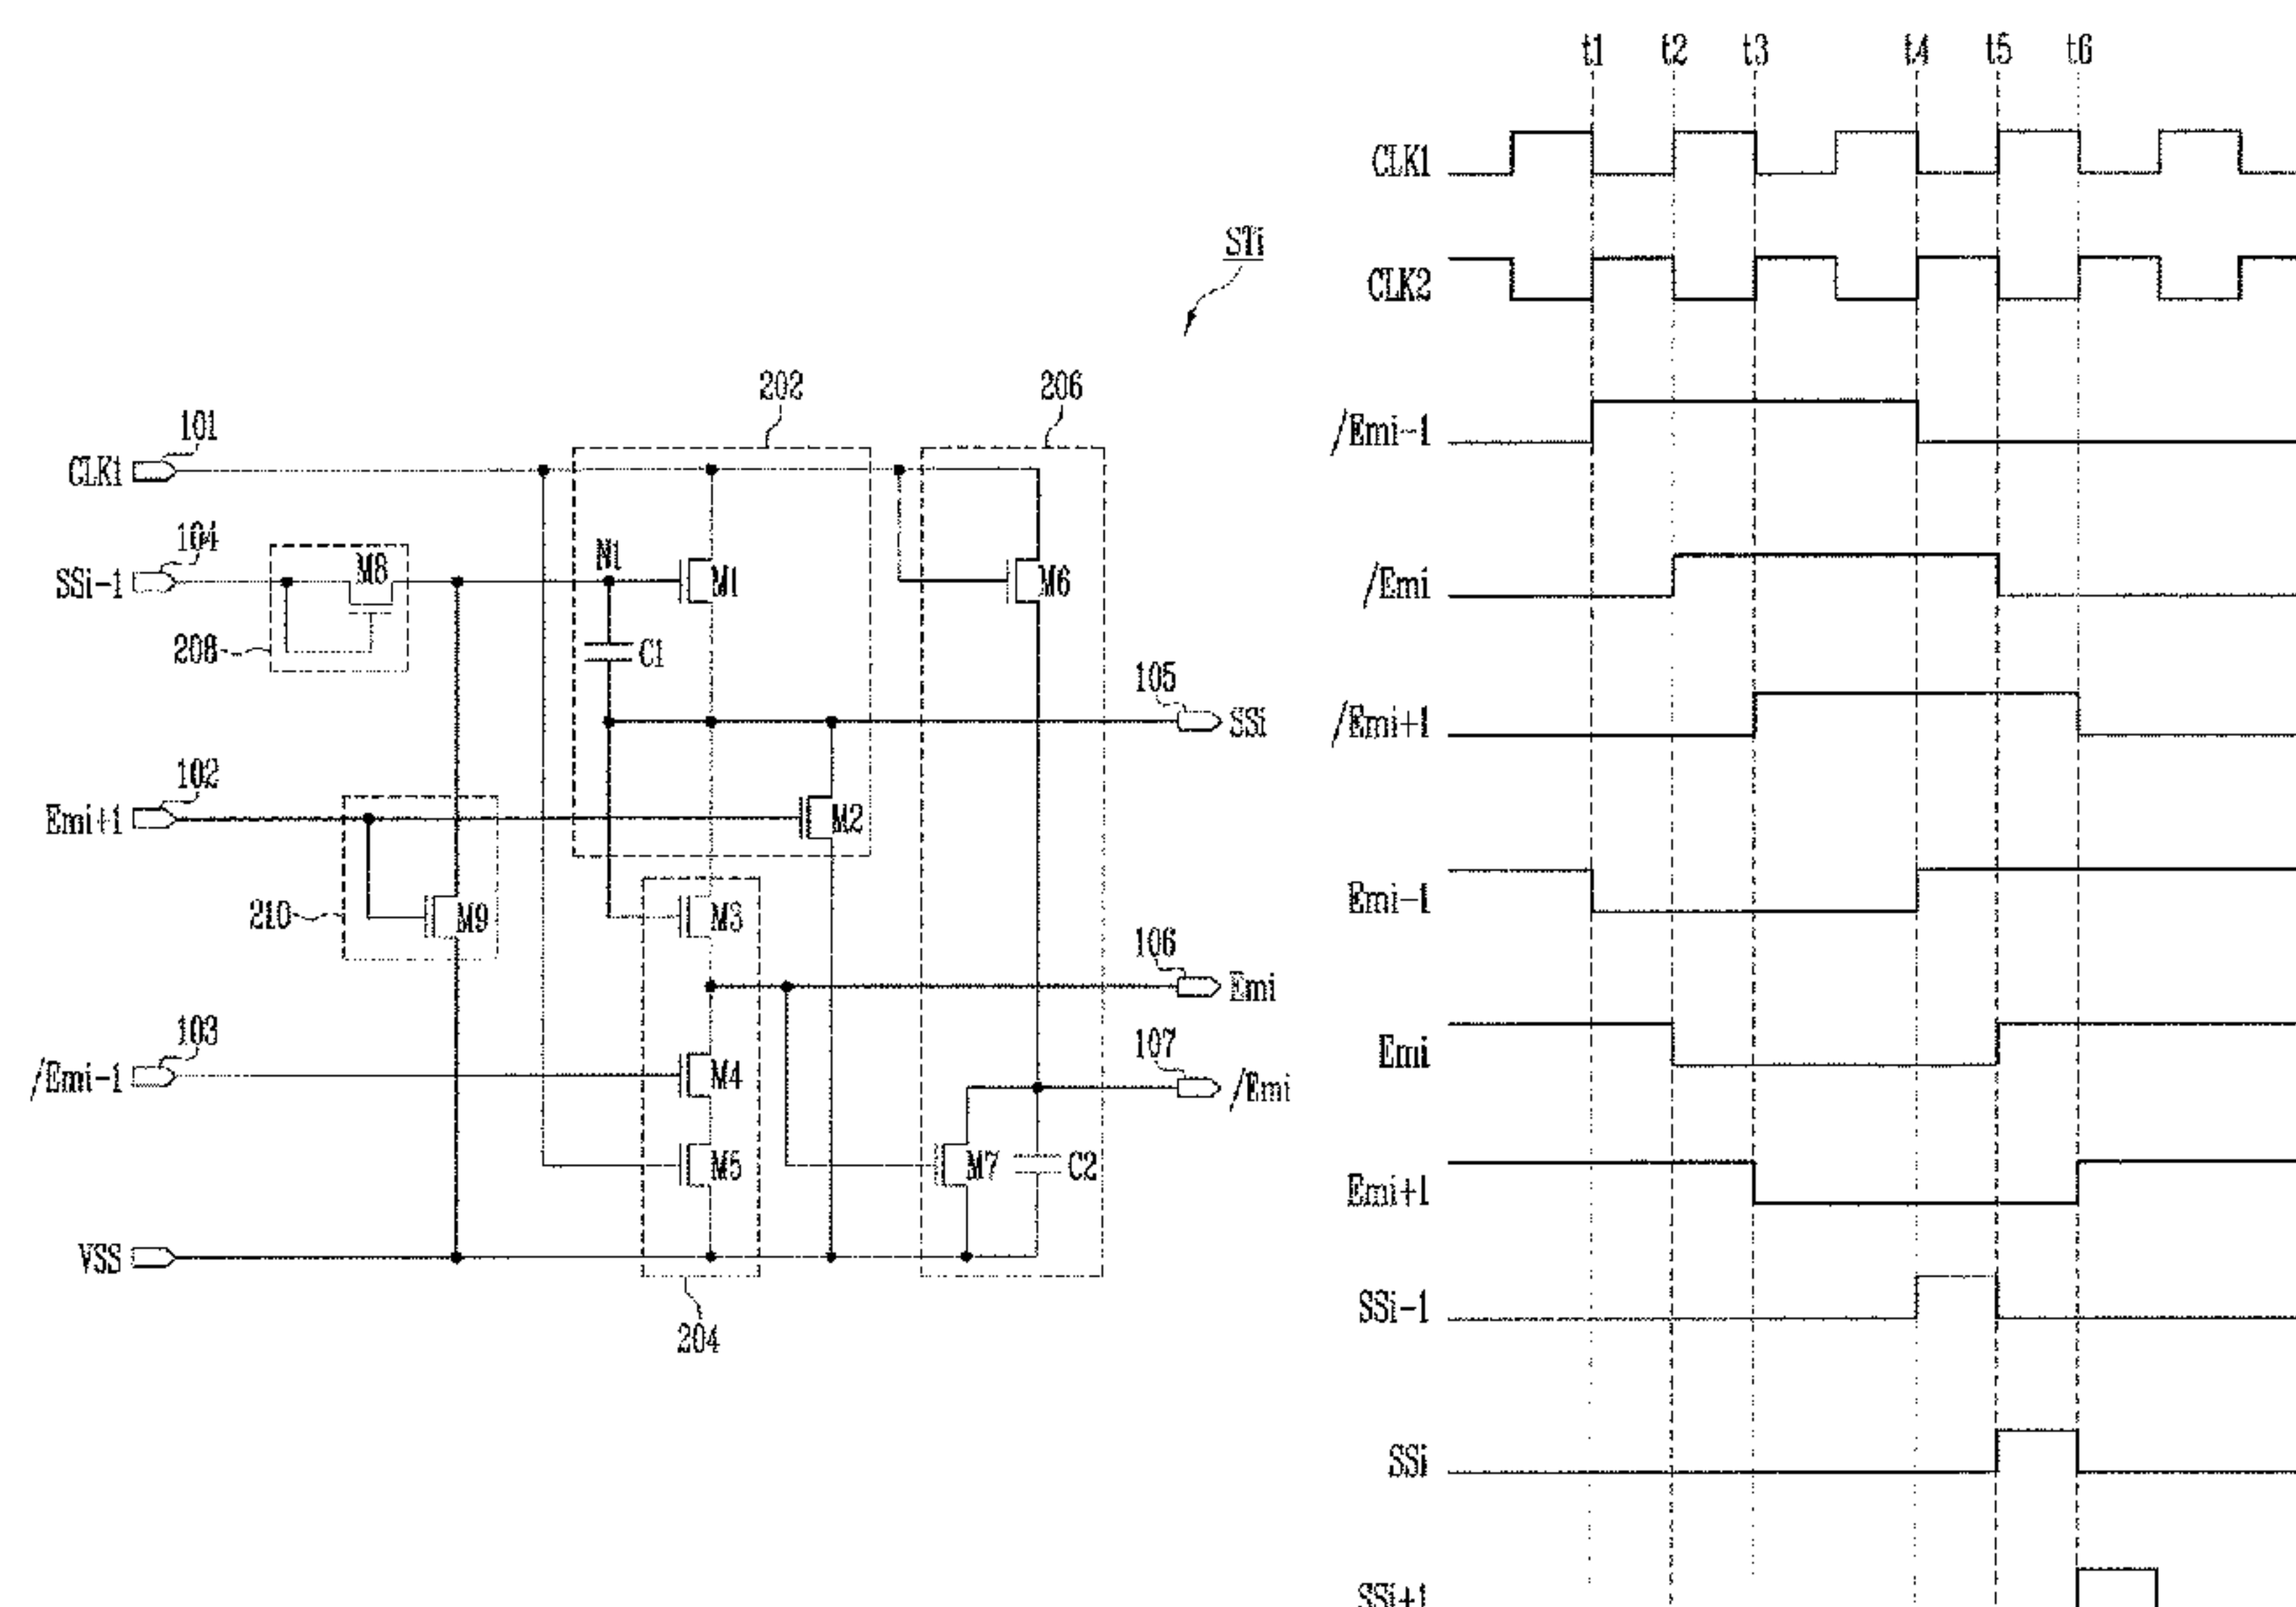 STi
202
206
101
CLK1
104
SSi-1
M8
N1
M1
M6
208
C1
105
SSi
102
Emi+1
M2
210
M9
M3
106
Emi
103
/Emi-1
M4
107
/Emi
M5
M7
C2
VSS
204
t1 t2 t3 t4 t5 t6
CLK1
CLK2
/Emi-1
/Emi
/Emi+1
Emi-1
Emi
Emi+1
SSi-1
SSi
SSi+1